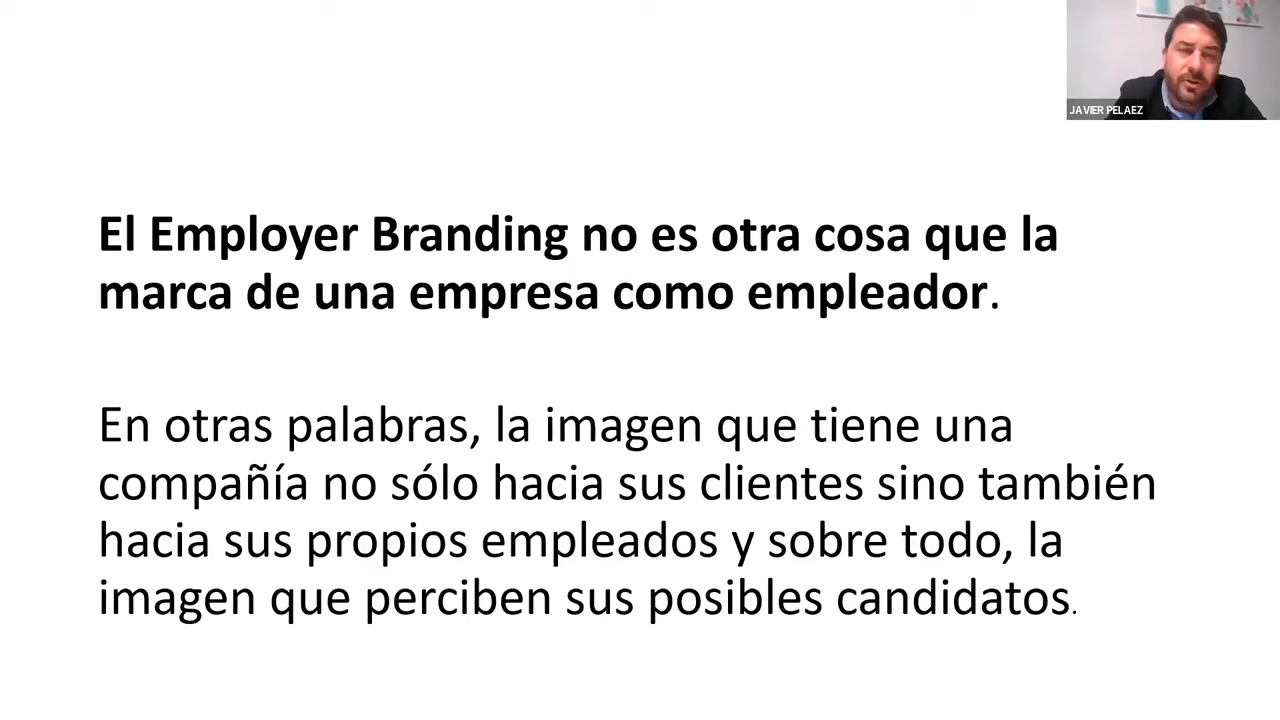 JAVIER PELAEZ
El Employer Branding no es otra cosa que la
marca de una empresa como empleador.
En otras palabras, la imagen que tiene una
compañía no sólo hacia sus clientes sino también
hacia sus propios empleados y sobre todo, la
imagen que perciben sus posibles candidatos.